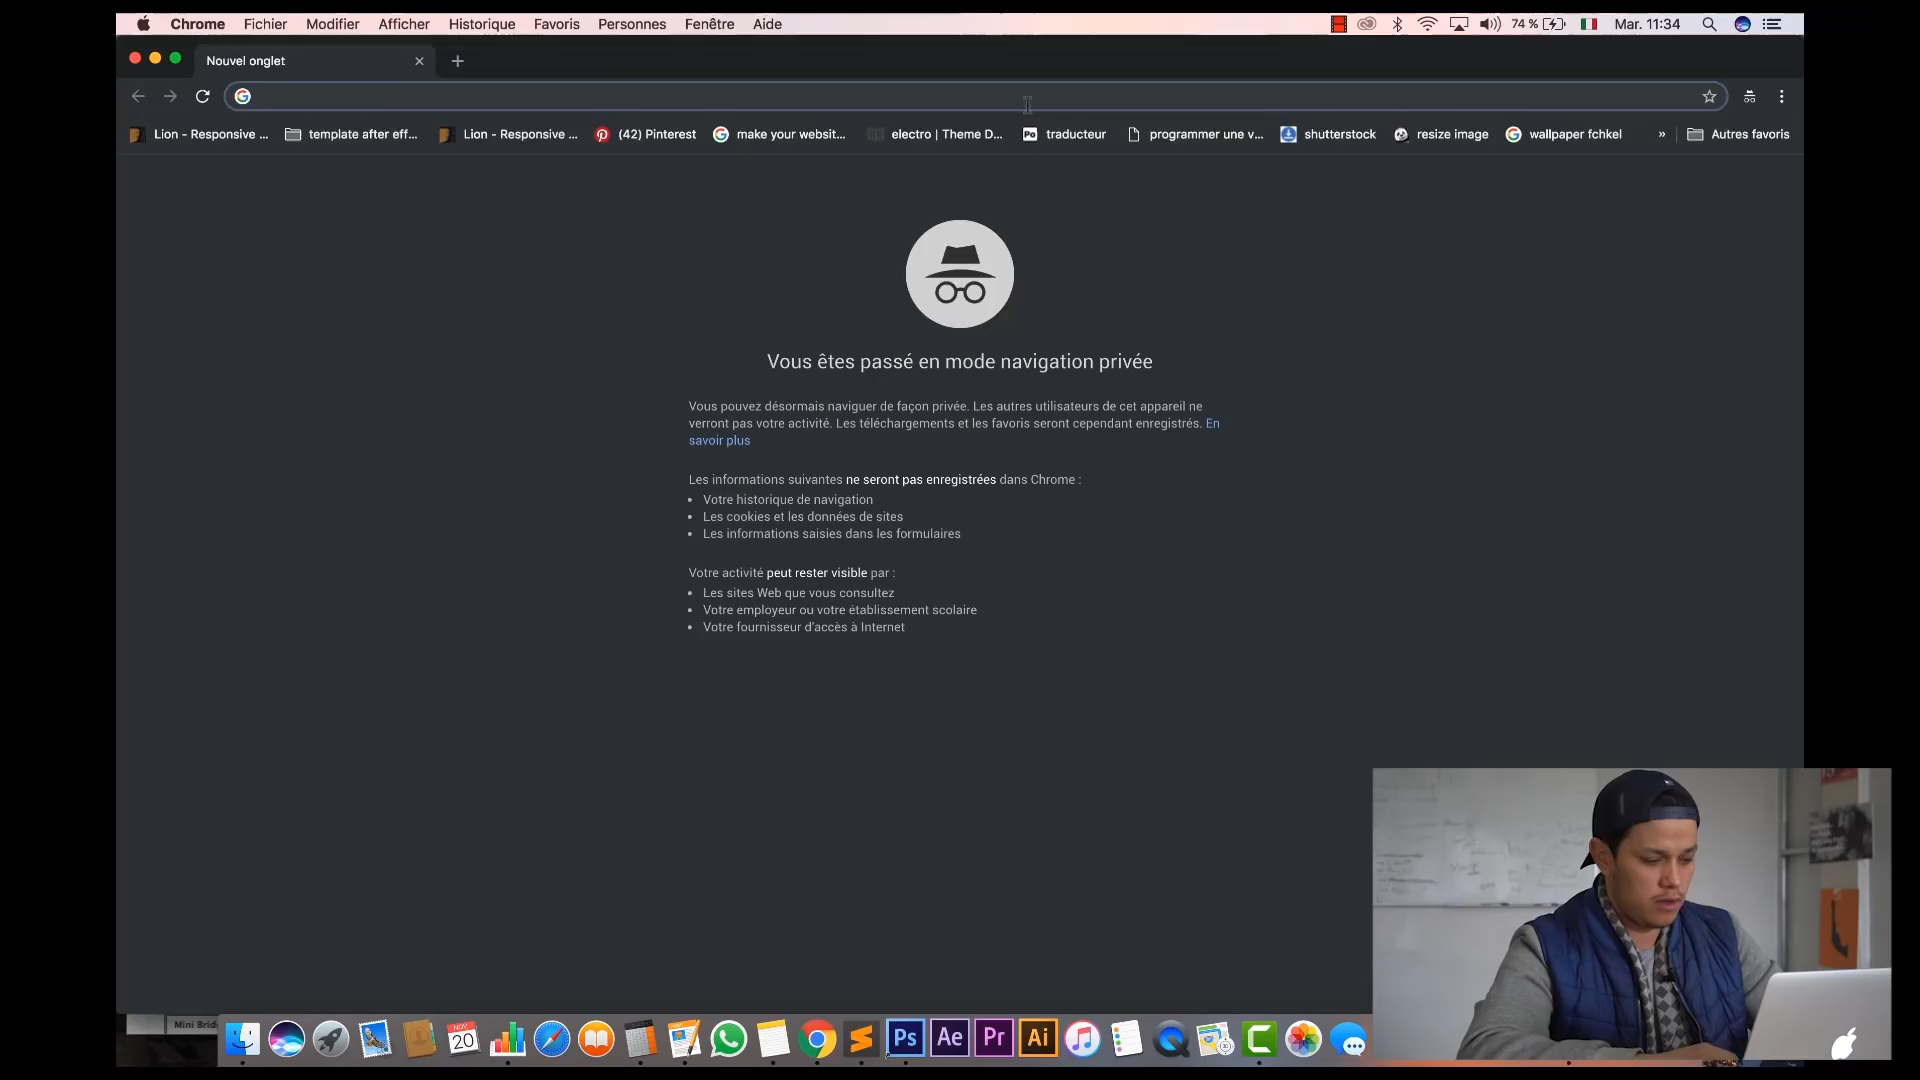 Chrome Fichier Modifier Afficher Historique Favoris Personnes Fenêtre Aide 74 % Mar. 11:34
Nouvel onglet
Lion - Responsive ... template after eff... Lion - Responsive ... (42) Pinterest make your websit... electro | Theme D... Po traducteur programmer une v... shutterstock resize image wallpaper fchkel » Autres favoris
Vous êtes passé en mode navigation privée
Vous pouvez désormais naviguer de façon privée. Les autres utilisateurs de cet appareil ne
verront pas votre activité. Les téléchargements et les favoris seront cependant enregistrés. En
savoir plus
Les informations suivantes ne seront pas enregistrées dans Chrome :
• Votre historique de navigation
• Les cookies et les données de sites
• Les informations saisies dans les formulaires
Votre activité peut rester visible par :
• Les sites Web que vous consultez
• Votre employeur ou votre établissement scolaire
• Votre fournisseur d'accès à Internet
Mini Brid
NOV 20 Ps Ae Pr Ai